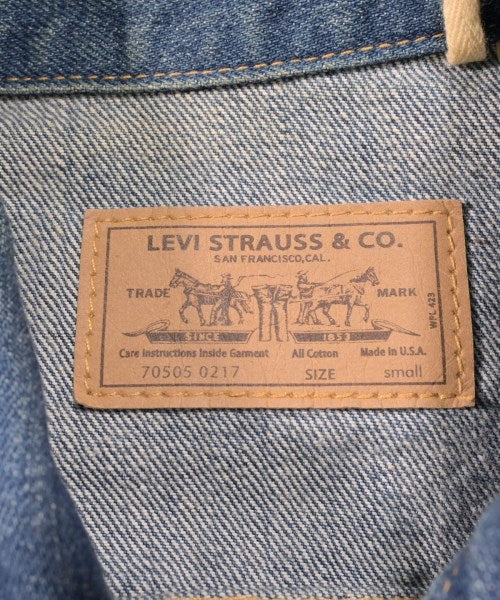 LEVI STRAUSS & CO.
SAN FRANCISCO,CAL.
TRADE MARK
WPL 423
SINCE 1853
Care Instructions Inside Garment All Cotton Made in U.S.A.
70505 0217 SIZE small